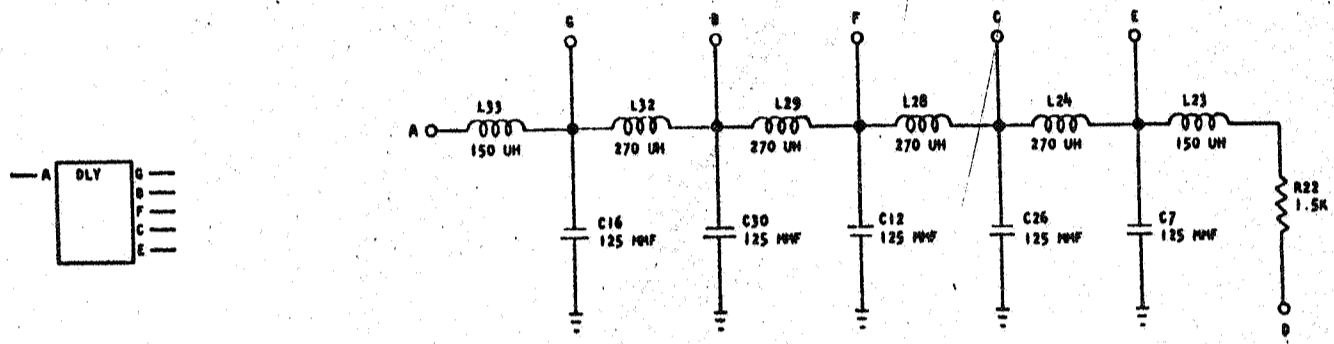 G B F C E
L33 L32 L29 L28 L24 L23
A
150 UH 270 UH 270 UH 270 UH 270 UH 150 UH
A DLY G
B
F
C
E
R22
1.5K
C16 C30 C12 C26 C7
125 MMF 125 MMF 125 MMF 125 MMF 125 MMF
D